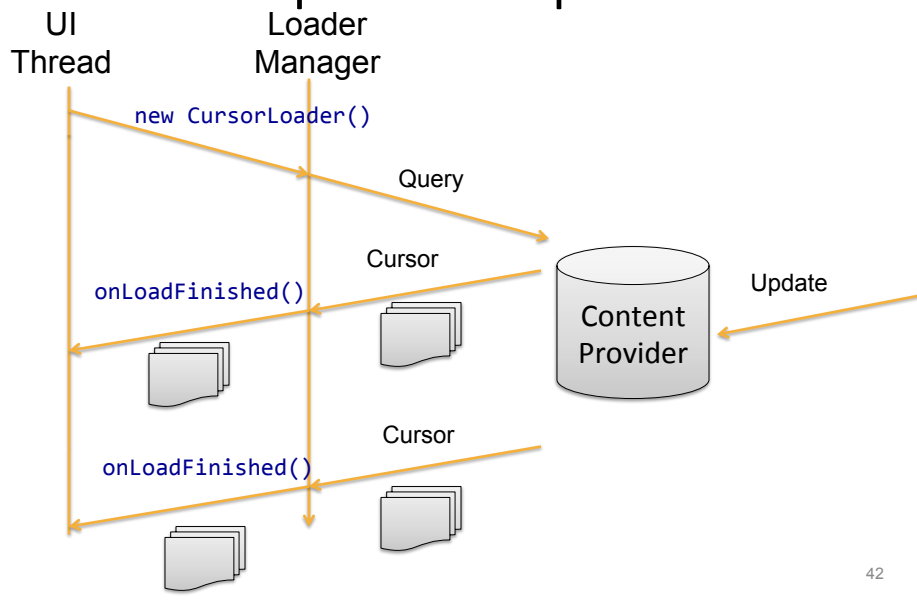 UI
Thread
Loader
Manager
new CursorLoader()
Query
Cursor
onLoadFinished()
Content
Provider
Update
Cursor
onLoadFinished()
42